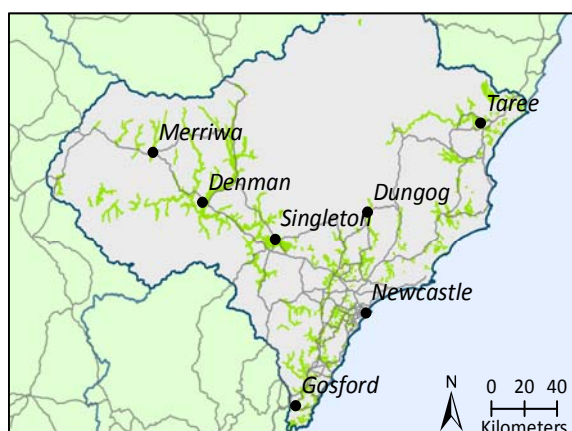 Taree
Merriwa
Denman
Dungog
Singleton
Newcastle
Gosford
N
0 20 40
Kilometers